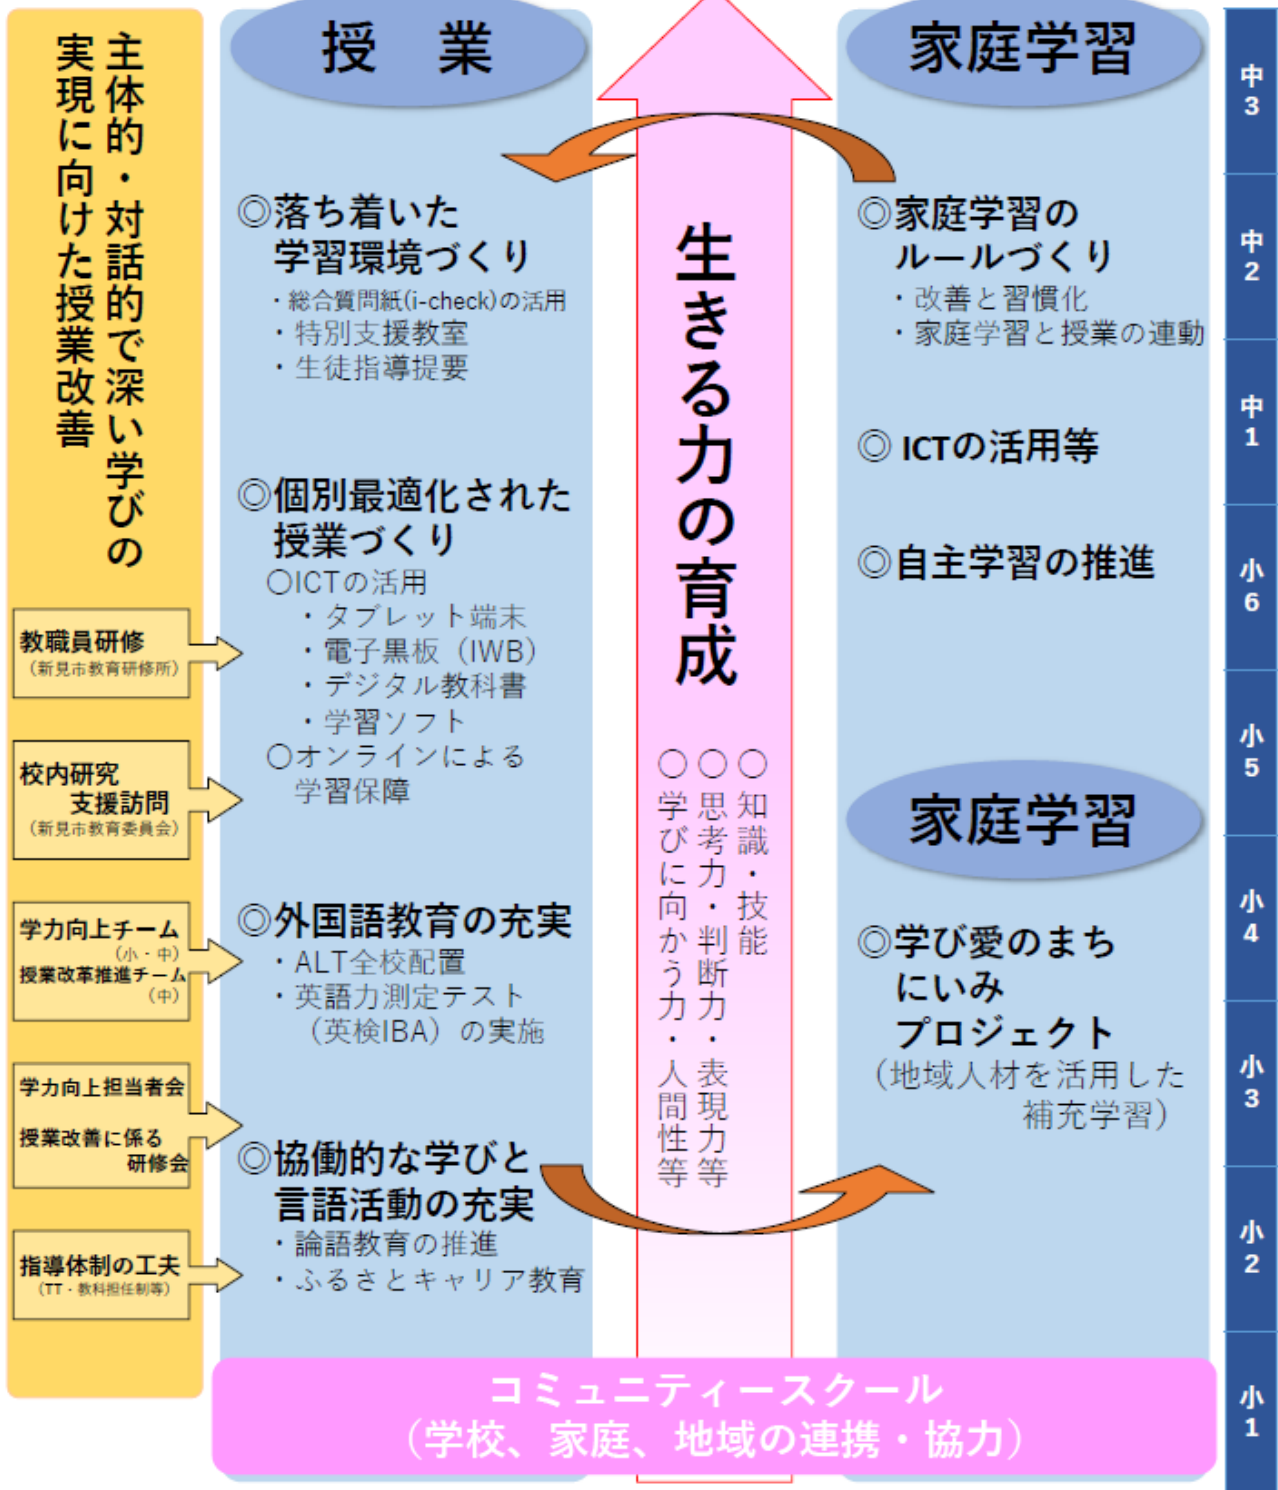 主体的・対話的で深い学びの
実現に向けた授業改善
教職員研修
（新見市教育研修所）
校内研究
支援訪問
（新見市教育委員会）
学力向上チーム
（小・中）
授業改革推進チーム
（中）
学力向上担当者会
授業改善に係る
研修会
指導体制の工夫
（TT・教科担任制等）
授　業
◎落ち着いた
学習環境づくり
・総合質問紙(i-check)の活用
・特別支援教室
・生徒指導提要
◎個別最適化された
授業づくり
○ICTの活用
・タブレット端末
・電子黒板（IWB）
・デジタル教科書
・学習ソフト
○オンラインによる
学習保障
◎外国語教育の充実
・ALT全校配置
・英語力測定テスト
（英検IBA）の実施
◎協働的な学びと
言語活動の充実
・論語教育の推進
・ふるさとキャリア教育
生きる力の育成
○知識・技能
○思考力・判断力・表現力等
○学びに向かう力・人間性等
家庭学習
◎家庭学習の
ルールづくり
・改善と習慣化
・家庭学習と授業の連動
◎ICTの活用等
◎自主学習の推進
家庭学習
◎学び愛のまち
にいみ
プロジェクト
（地域人材を活用した
補充学習）
コミュニティースクール
（学校、家庭、地域の連携・協力）
中3
中2
中1
小6
小5
小4
小3
小2
小1